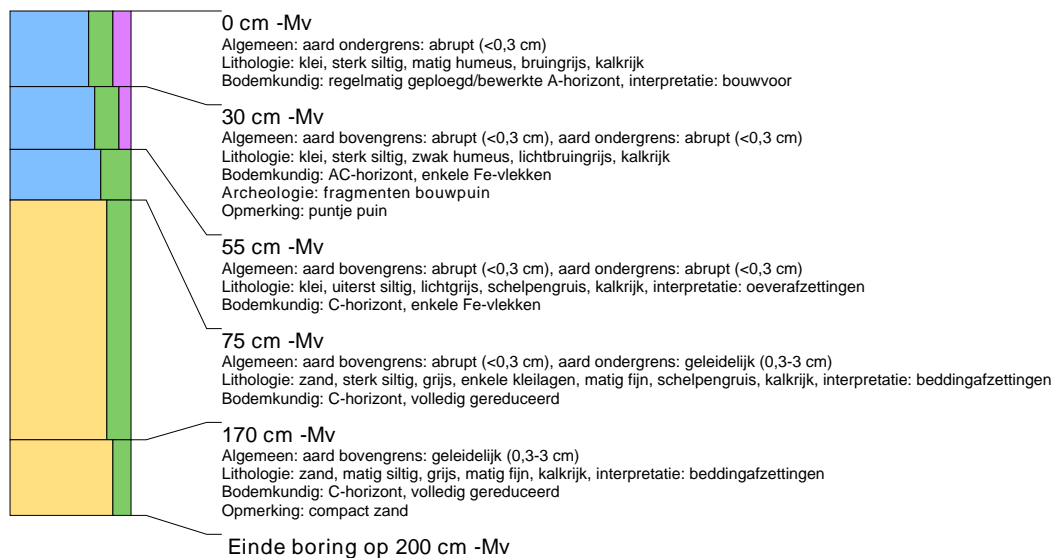 0 cm -Mv
Algemeen: aard ondergrens: abrupt (<0,3 cm)
Lithologie: klei, sterk siltig, matig humeus, bruingrijs, kalkrijk
Bodemkundig: regelmatig geploegd/bewerkte A-horizont, interpretatie: bouwvoor
30 cm -Mv
Algemeen: aard bovengrens: abrupt (<0,3 cm), aard ondergrens: abrupt (<0,3 cm)
Lithologie: klei, sterk siltig, zwak humeus, lichtbruingrijs, kalkrijk
Bodemkundig: AC-horizont, enkele Fe-vlekken
Archeologie: fragmenten bouwpuin
Opmerking: puntje puin
55 cm -Mv
Algemeen: aard bovengrens: abrupt (<0,3 cm), aard ondergrens: abrupt (<0,3 cm)
Lithologie: klei, uiterst siltig, lichtgrijs, schelpengruis, kalkrijk, interpretatie: oeverafzettingen
Bodemkundig: C-horizont, enkele Fe-vlekken
75 cm -Mv
Algemeen: aard bovengrens: abrupt (<0,3 cm), aard ondergrens: geleidelijk (0,3-3 cm)
Lithologie: zand, sterk siltig, grijs, enkele kleilagen, matig fijn, schelpengruis, kalkrijk, interpretatie: beddingafzettingen
Bodemkundig: C-horizont, volledig gereduceerd
170 cm -Mv
Algemeen: aard bovengrens: geleidelijk (0,3-3 cm)
Lithologie: zand, matig siltig, grijs, matig fijn, kalkrijk, interpretatie: beddingafzettingen
Bodemkundig: C-horizont, volledig gereduceerd
Opmerking: compact zand
Einde boring op 200 cm -Mv